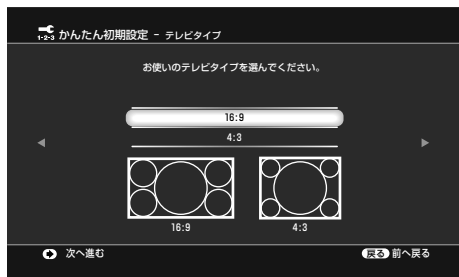 1-2-3 かんたん初期設定 - テレビタイプ
お使いのテレビタイプを選んでください。
16:9
4:3
16:9 4:3
次へ進む 戻る 前へ戻る